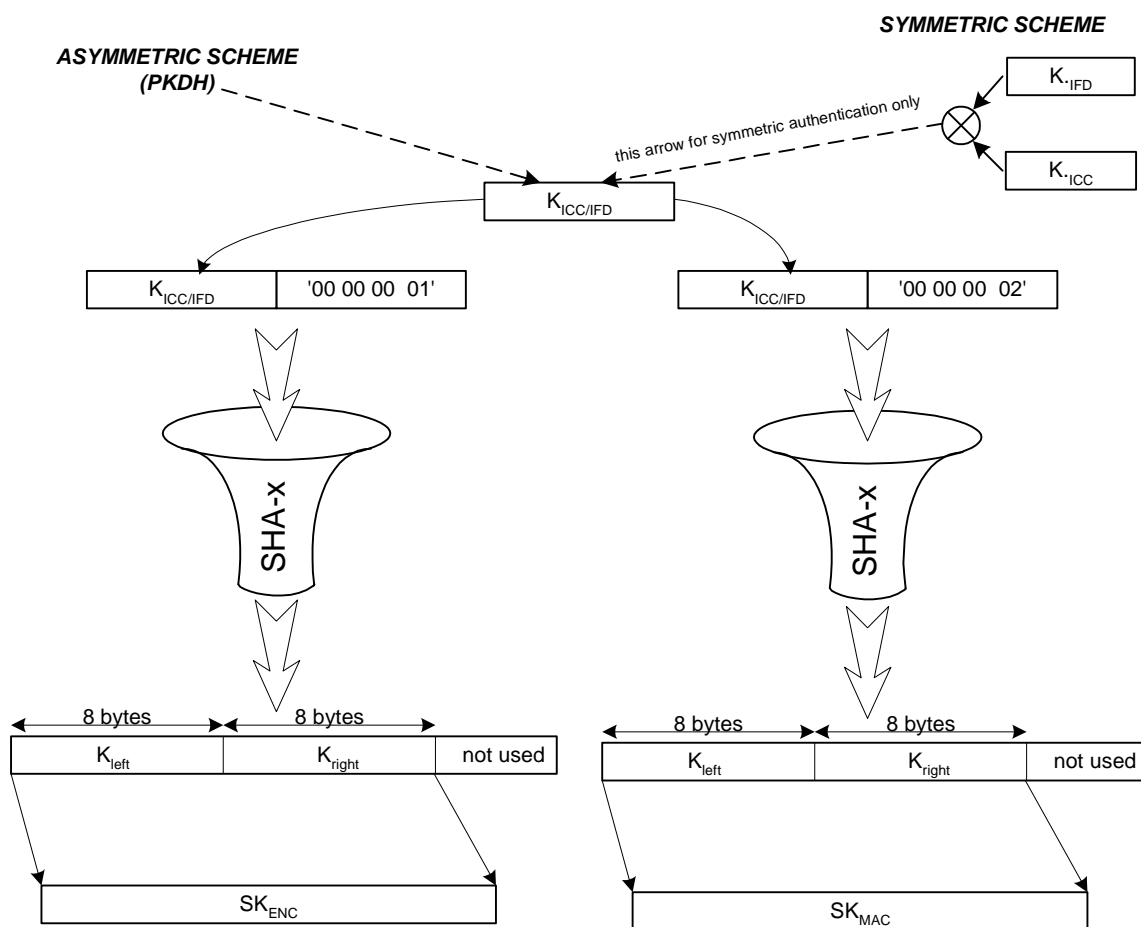 SYMMETRIC SCHEME
ASYMMETRIC SCHEME
(PKDH)
K.IFD
this arrow for symmetric authentication only
K.ICC
KICC/IFD
KICC/IFD
'00 00 00 01'
KICC/IFD
'00 00 00 02'
SHA-x
SHA-x
8 bytes
8 bytes
Kleft
Kright
not used
8 bytes
8 bytes
Kleft
Kright
not used
SKENC
SKMAC